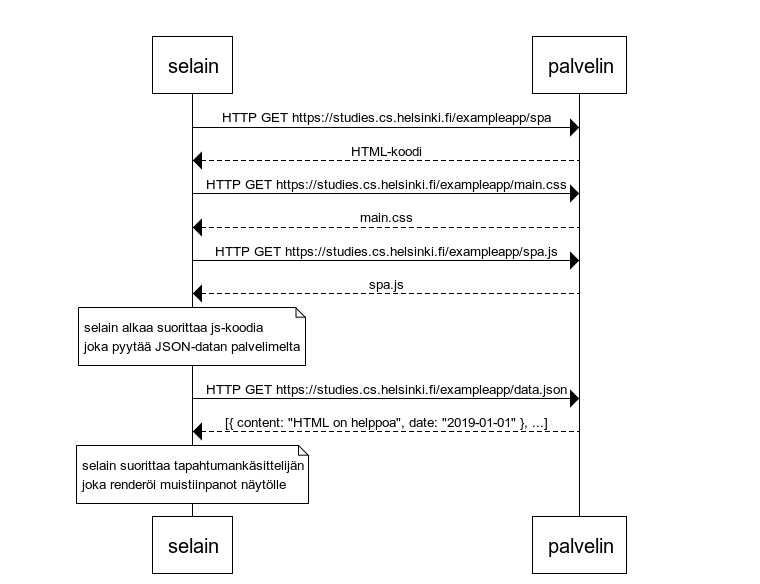 selain palvelin
HTTP GET https://studies.cs.helsinki.fi/exampleapp/spa
HTML-koodi
HTTP GET https://studies.cs.helsinki.fi/exampleapp/main.css
main.css
HTTP GET https://studies.cs.helsinki.fi/exampleapp/spa.js
spa.js
selain alkaa suorittaa js-koodia
joka pyytää JSON-datan palvelimelta
HTTP GET https://studies.cs.helsinki.fi/exampleapp/data.json
[{ content: "HTML on helppoa", date: "2019-01-01" }, ...]
selain suorittaa tapahtumankäsittelijän
joka renderöi muistiinpanot näytölle
selain palvelin